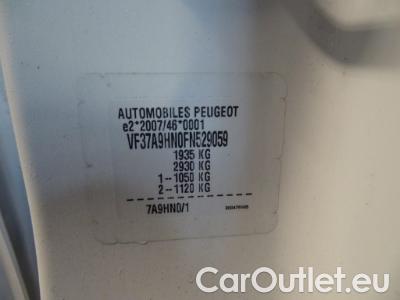 AUTOMOBILES PEUGEOT
e2*2007/46*0001
VF37A9HN0FN529059
1935 KG
2930 KG
1--1050 KG
2--1120 KG
7A9HN0/1
CarOutlet.eu